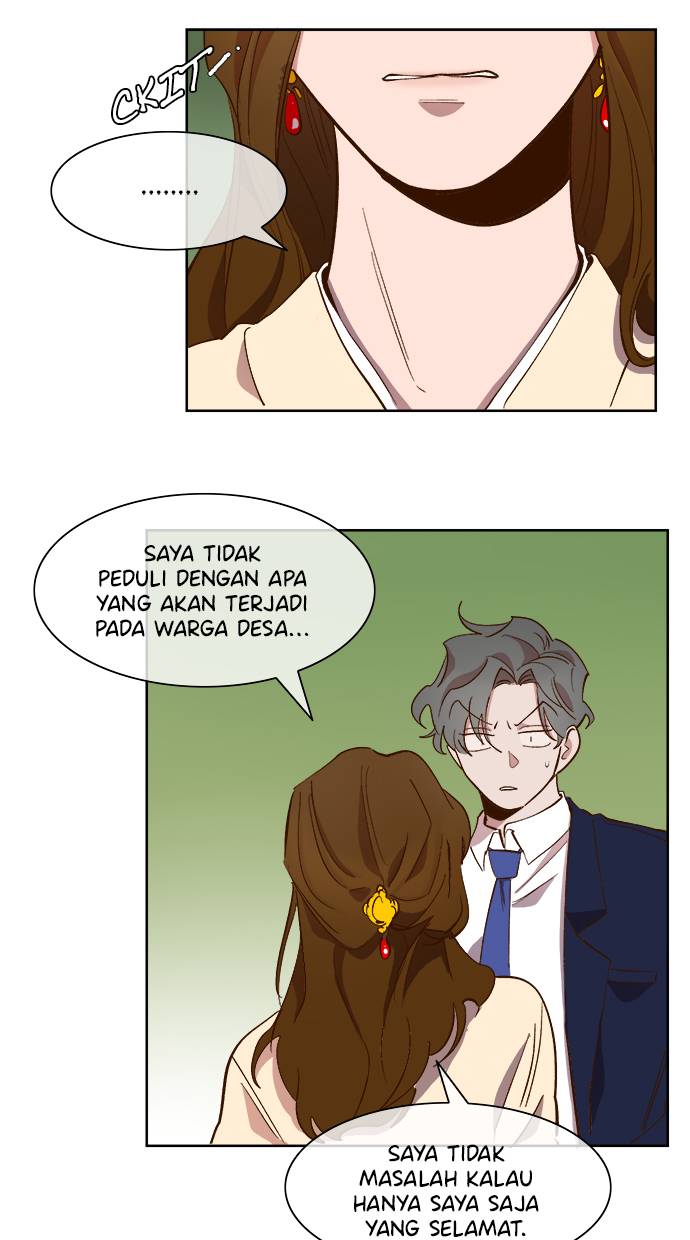 CKIT...
........
SAYA TIDAK
PEDULI DENGAN APA
YANG AKAN TERJADI
PADA WARGA DESA...
SAYA TIDAK
MASALAH KALAU
HANYA SAYA SAJA
YANG SELAMAT.